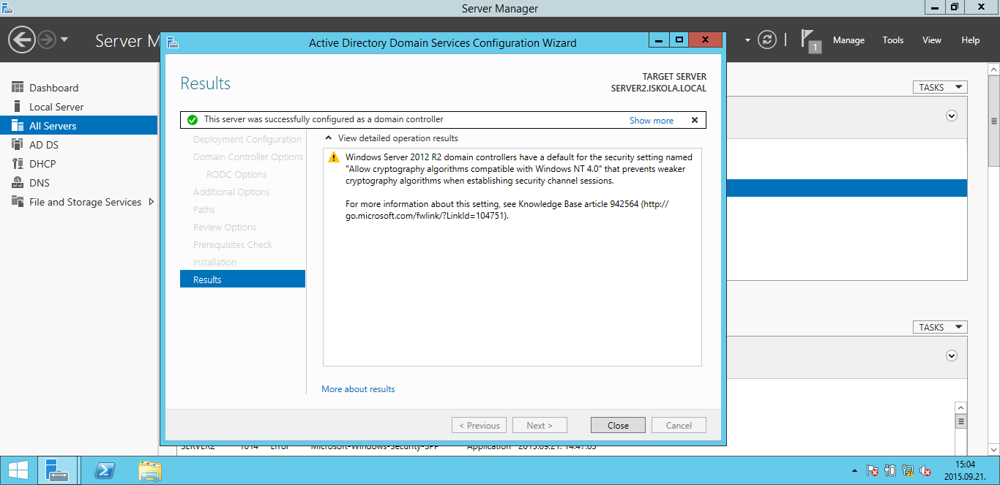 Server Manager
Server M
1
Manage
Tools
View
Help
Dashboard
Local Server
All Servers
AD DS
DHCP
DNS
File and Storage Services
Active Directory Domain Services Configuration Wizard
Results
TARGET SERVER
SERVER2.ISKOLA.LOCAL
This server was successfully configured as a domain controller
Show more
Deployment Configuration
Domain Controller Options
RODC Options
Additional Options
Paths
Review Options
Prerequisites Check
Installation
Results
View detailed operation results
Windows Server 2012 R2 domain controllers have a default for the security setting named
"Allow cryptography algorithms compatible with Windows NT 4.0" that prevents weaker
cryptography algorithms when establishing security channel sessions.
For more information about this setting, see Knowledge Base article 942564 (http://
go.microsoft.com/fwlink/?LinkId=104751).
More about results
< Previous
Next >
Close
Cancel
TASKS
TASKS
SERVER2 1014 Error Microsoft-Windows-Security-SPP Application 2015.09.21. 14:47:03
15:04
2015.09.21.